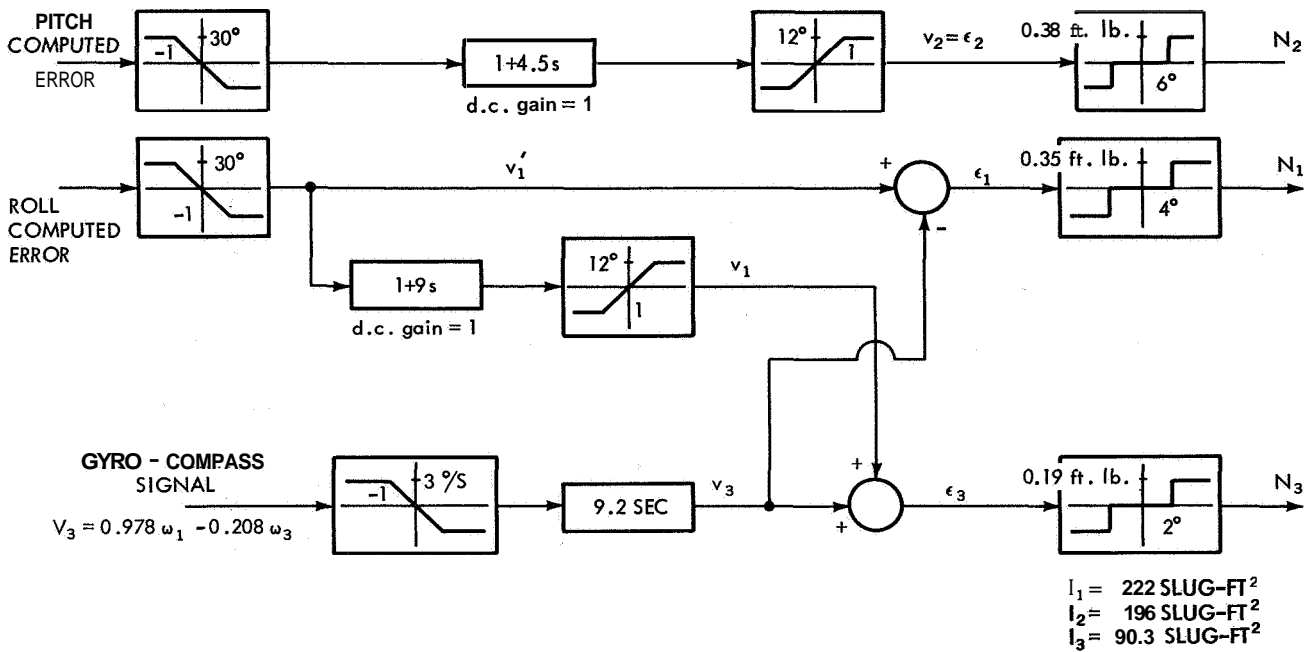 PITCH
COMPUTED
ERROR
-1
30°
1+4.5s
d.c. gain = 1
12°
1
v₂=ϵ₂
0.38 ft. lb.
6°
N₂
ROLL
COMPUTED
ERROR
30°
-1
v₁′
+
-
ϵ₁
0.35 ft. lb.
4°
N₁
1+9s
d.c. gain = 1
12°
1
v₁
GYRO - COMPASS
SIGNAL
V₃ = 0.978 ω₁ -0.208 ω₃
-1
3 °/S
9.2 SEC
v₃
+
+
ϵ₃
0.19 ft. lb.
2°
N₃
I₁= 222 SLUG-FT²
I₂= 196 SLUG-FT²
I₃= 90.3 SLUG-FT²